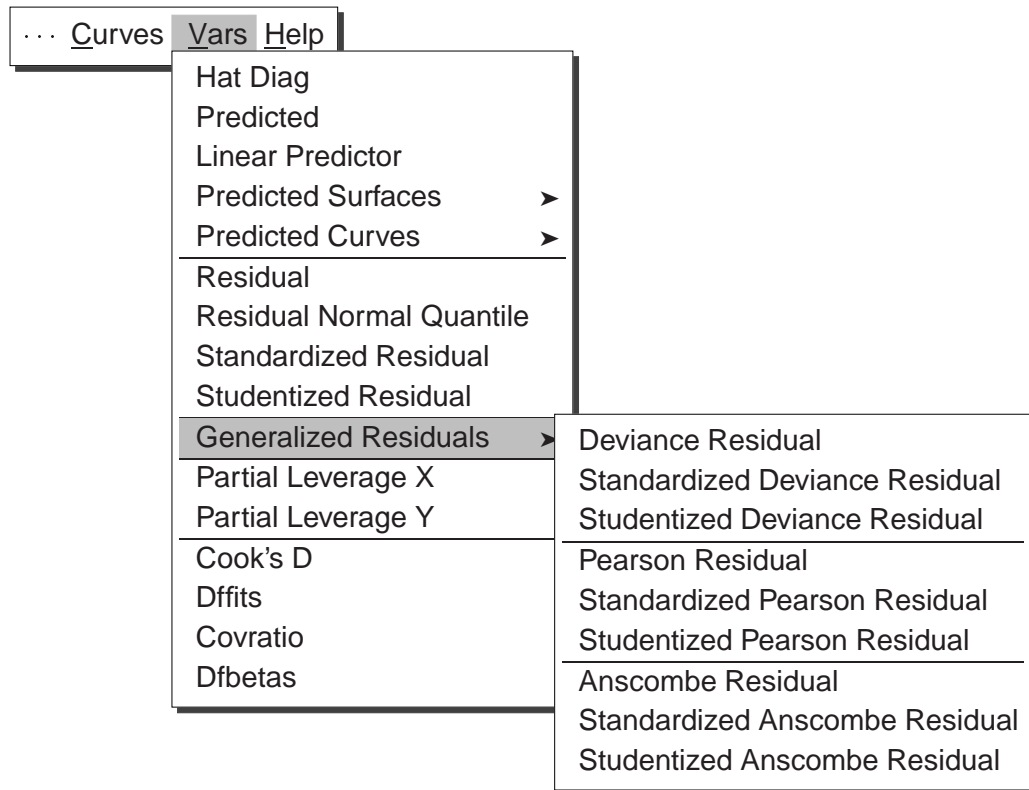 ... Curves Vars Help
Hat Diag
Predicted
Linear Predictor
Predicted Surfaces ➤
Predicted Curves ➤
Residual
Residual Normal Quantile
Standardized Residual
Studentized Residual
Generalized Residuals ➤
Partial Leverage X
Partial Leverage Y
Cook's D
Dffits
Covratio
Dfbetas
Deviance Residual
Standardized Deviance Residual
Studentized Deviance Residual
Pearson Residual
Standardized Pearson Residual
Studentized Pearson Residual
Anscombe Residual
Standardized Anscombe Residual
Studentized Anscombe Residual